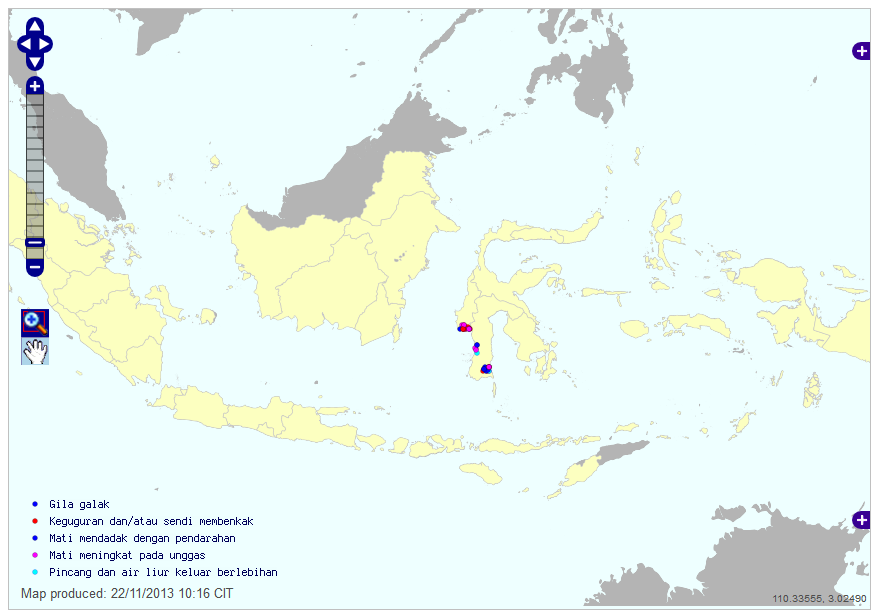 Gila galak
Keguguran dan/atau sendi membenkak
Mati mendadak dengan pendarahan
Mati meningkat pada unggas
Pincang dan air liur keluar berlebihan
Map produced: 22/11/2013 10:16 CIT
110.33555, 3.02490